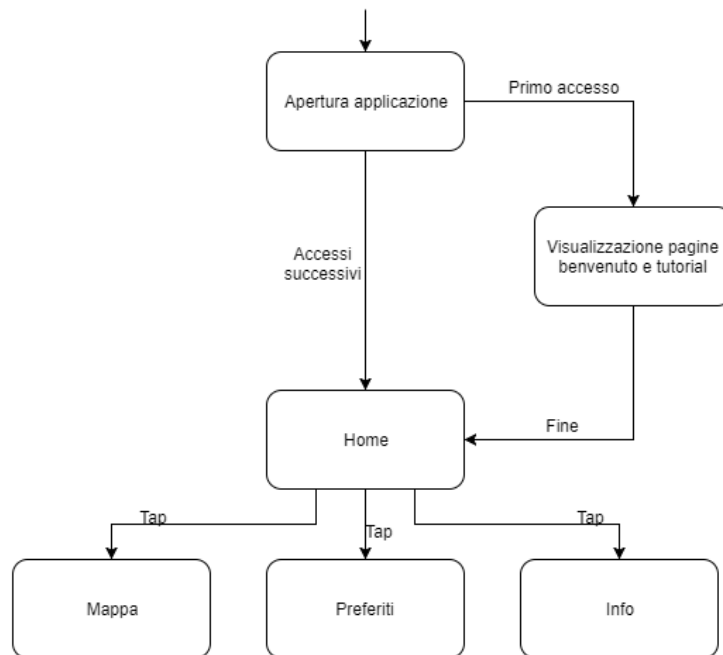 Apertura applicazione
Primo accesso
Accessi
successivi
Visualizzazione pagine
benvenuto e tutorial
Home
Fine
Tap
Tap
Tap
Mappa
Preferiti
Info